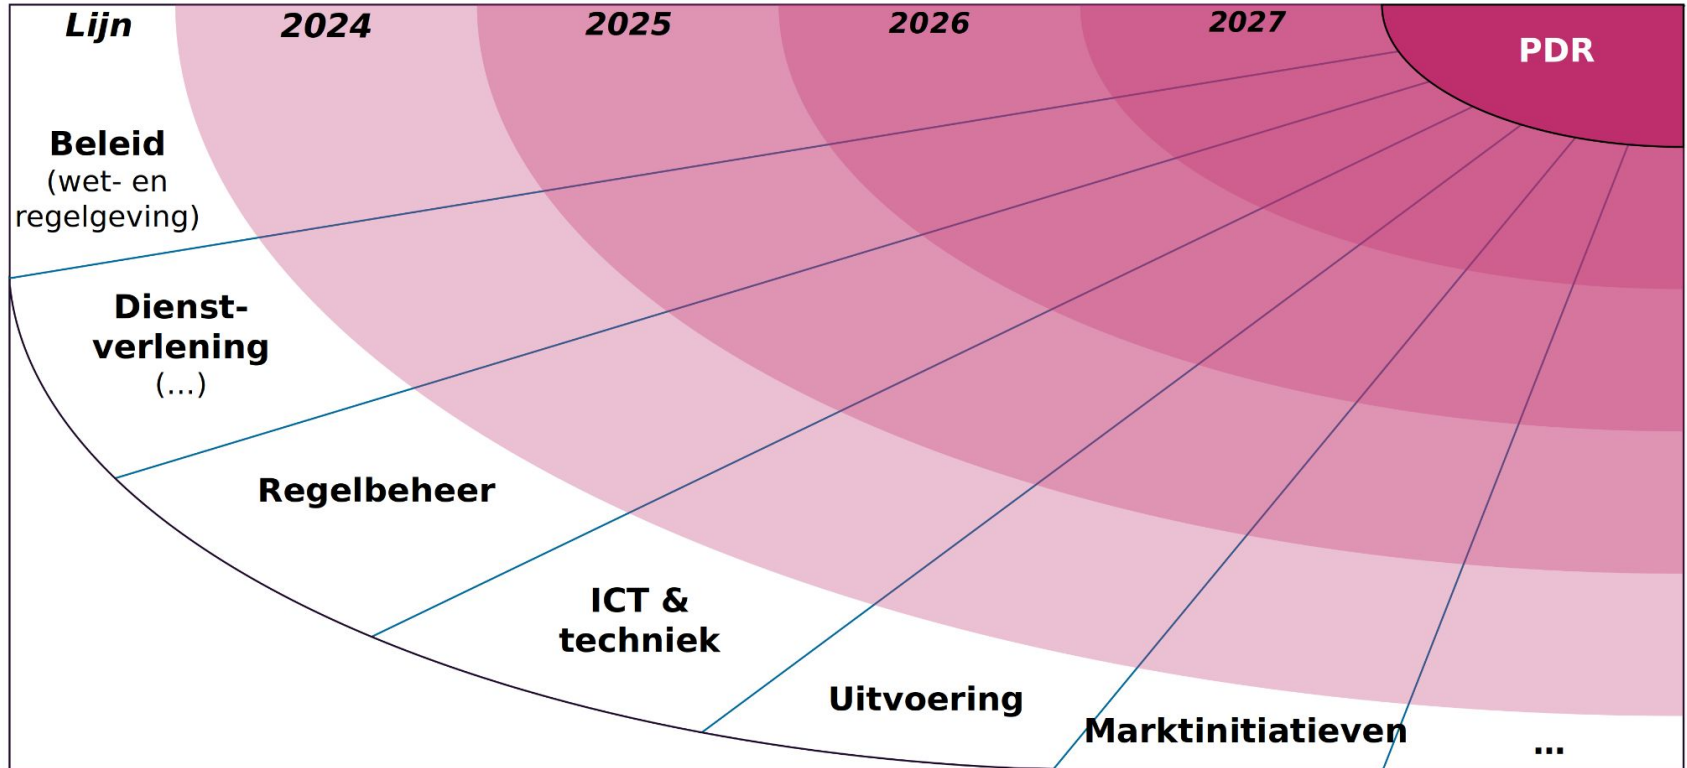 Lijn 2024 2025 2026 2027
PDR
Beleid
(wet- en
regelgeving)
Dienst-
verlening
(...)
Regelbeheer
ICT &
techniek
Uitvoering
Marktinitiatieven
...